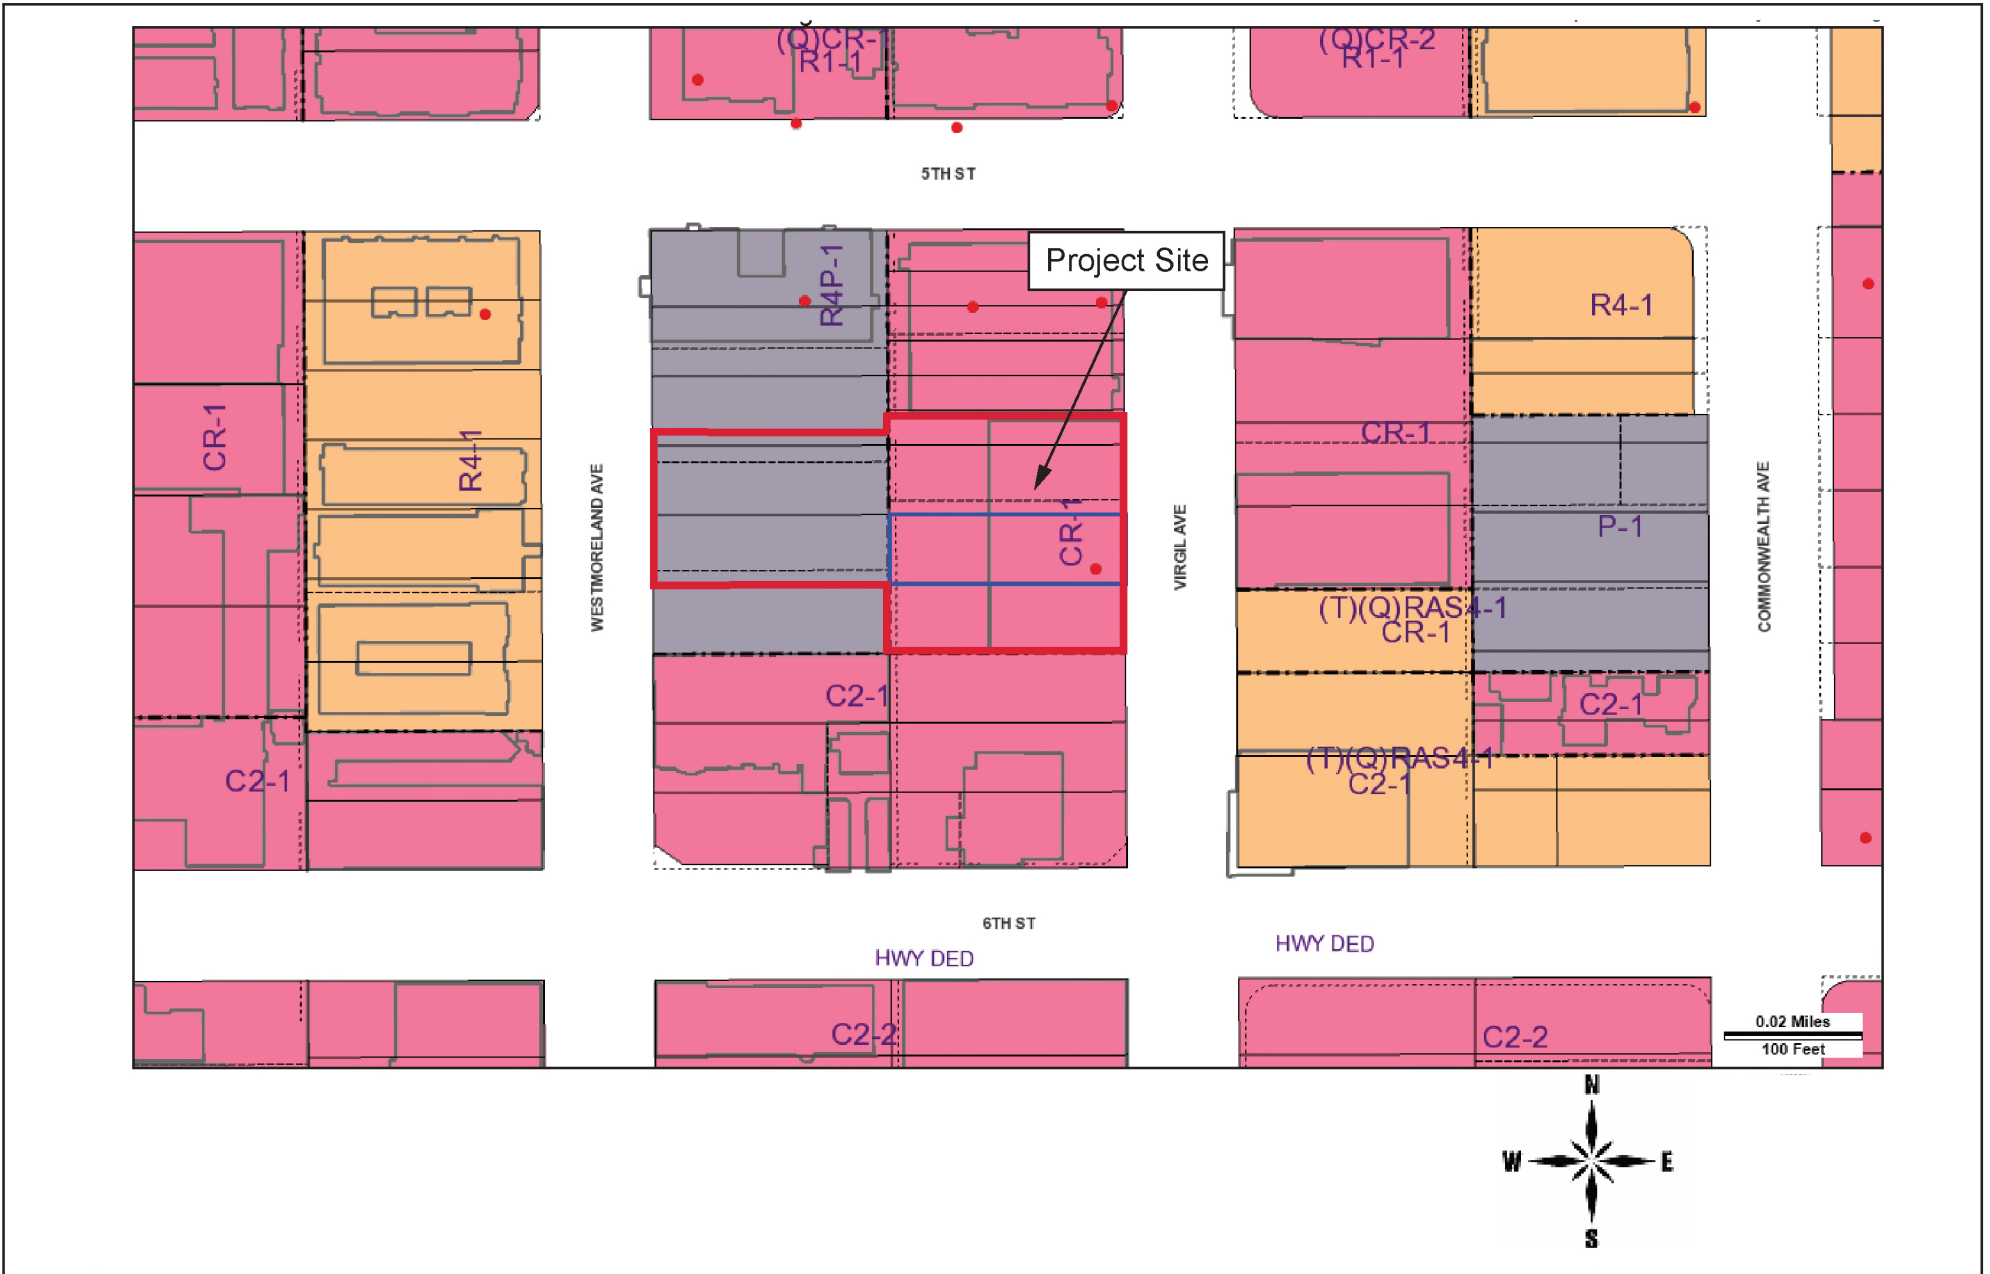 (Q)CR-1
R1-1
(Q)CR-2
R1-1
5TH ST
Project Site
R4P-1
R4-1
CR-1
R4-1
CR-1
CR-1
P-1
WESTMORELAND AVE
VIRGIL AVE
COMMONWEALTH AVE
(T)(Q)RAS4-1
CR-1
C2-1
C2-1
C2-1
(T)(Q)RAS4-1
C2-1
6TH ST
HWY DED
HWY DED
C2-2
C2-2
0.02 Miles
100 Feet
N
W
E
S